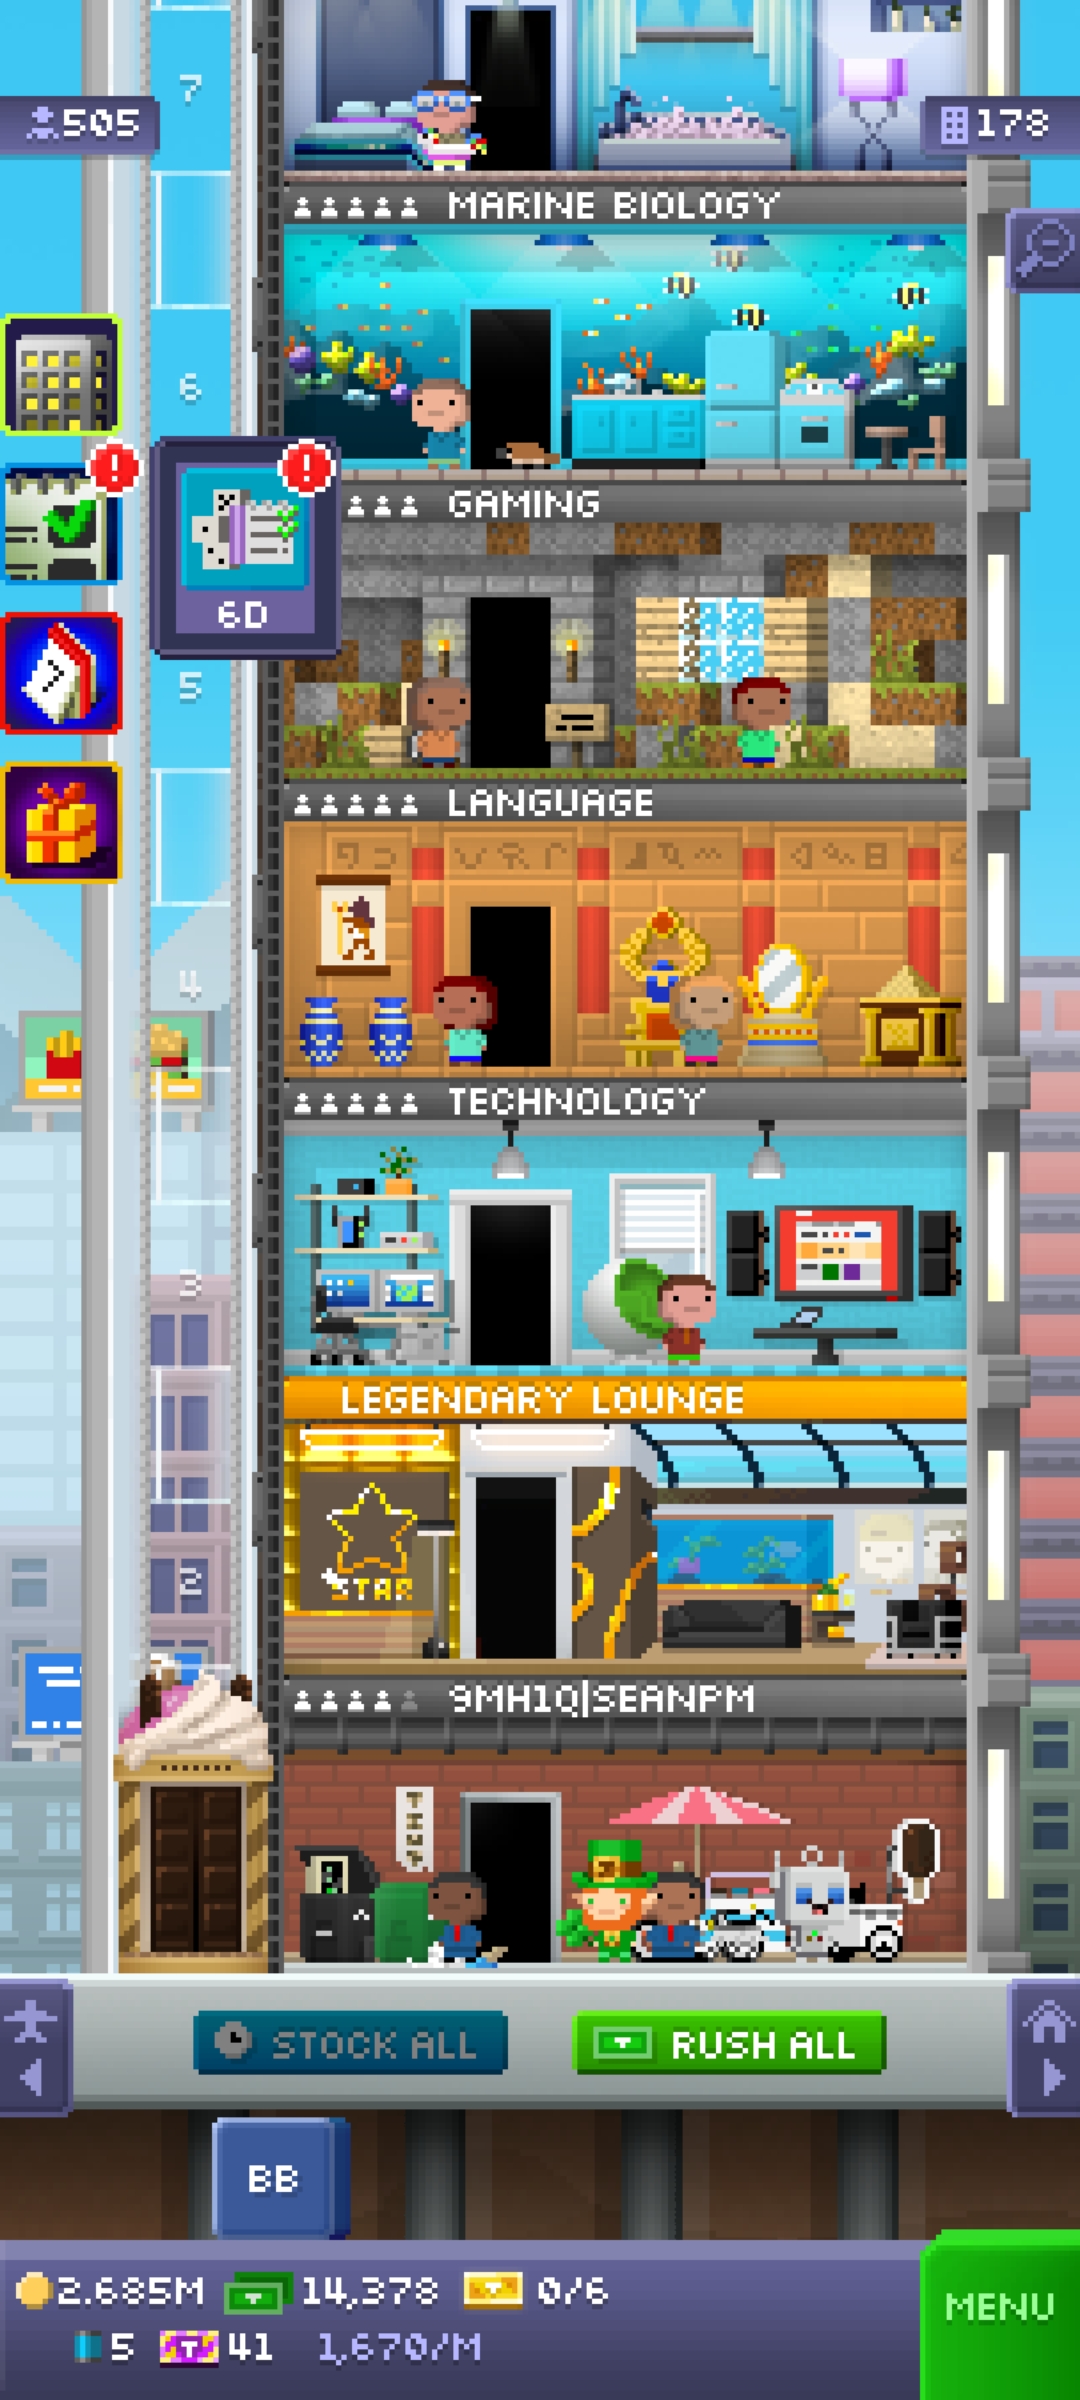 7
505
178
MARINE BIOLOGY
6
GAMING
6D
5
LANGUAGE
4
TECHNOLOGY
3
LEGENDARY LOUNGE
STAR
2
9MH1Q|SEANPM
TINY
STOCK ALL
RUSH ALL
BB
2.685M 14,378 0/6
5 41 1,670/M
MENU